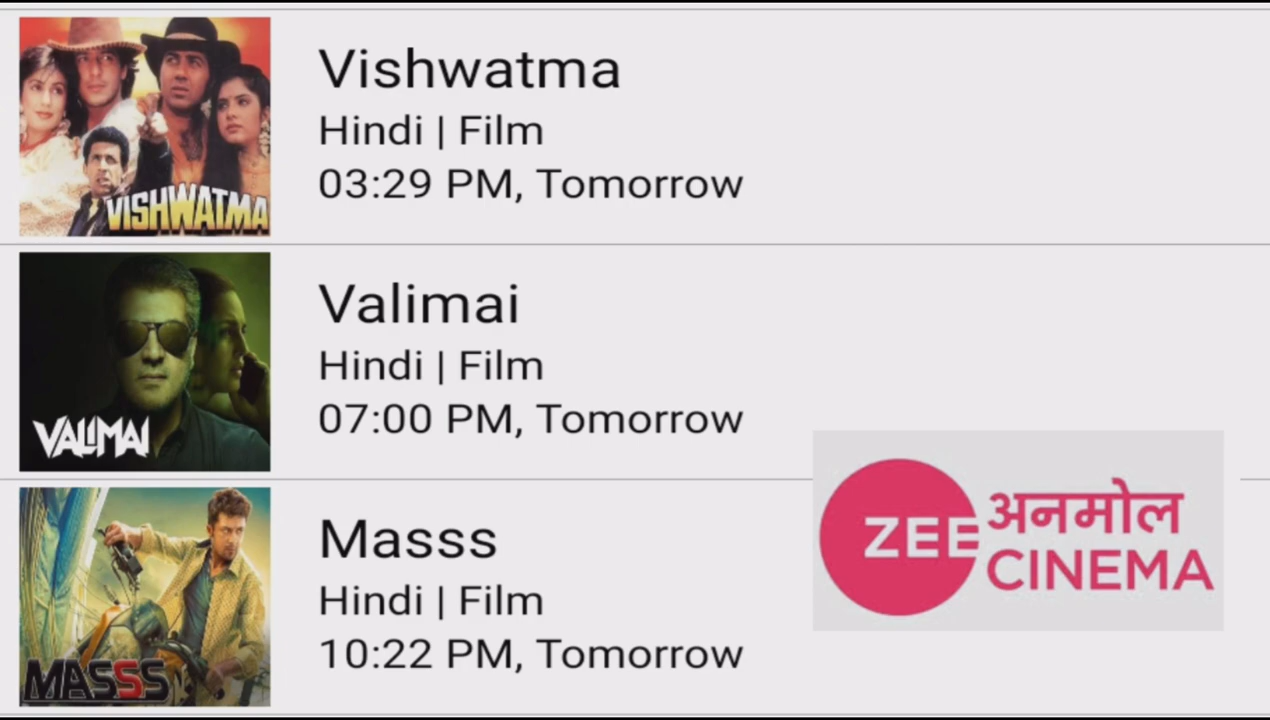 Vishwatma
Hindi | Film
03:29 PM, Tomorrow
VISHWATMA
Valimai
Hindi | Film
07:00 PM, Tomorrow
VALIMAI
Masss
Hindi | Film
10:22 PM, Tomorrow
MASSS
ZEE अनमोल
CINEMA